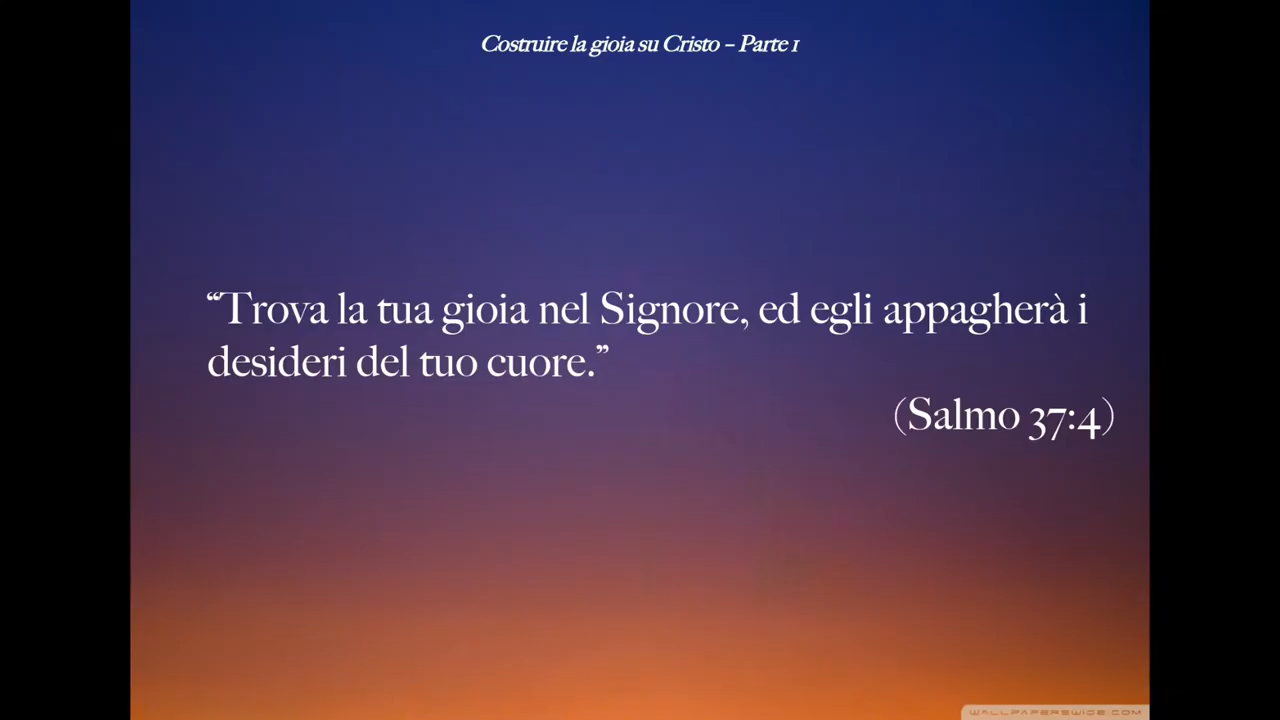 Costruire la gioia su Cristo – Parte 1
“Trova la tua gioia nel Signore, ed egli appagherà i
desideri del tuo cuore.”
(Salmo 37:4)
WALLPAPERSWIDE.COM